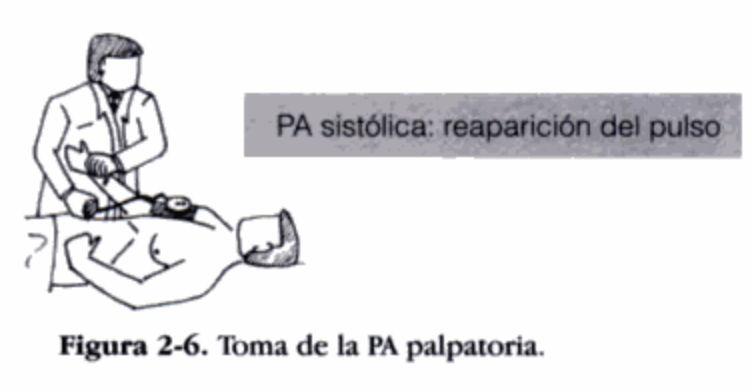 PA sistólica: reaparición del pulso
Figura 2-6. Toma de la PA palpatoria.